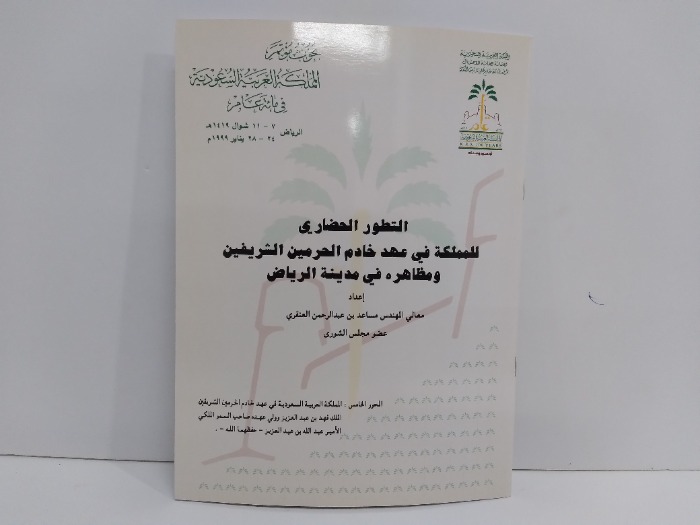 بحوث مؤتمر
المملكة العربية السعودية
في مائة عام
الرياض ٧ - ١١ شوال ١٤١٩هـ
٢٤ - ٢٨ يناير ١٩٩٩م
التطور الحضاري
للمملكة في عهد خادم الحرمين الشريفين
ومظاهره في مدينة الرياض
إعداد
معالي المهندس مساعد بن عبدالرحمن العنقري
عضو مجلس الشورى
المحور الخامس : المملكة العربية السعودية في عهد خادم الحرمين الشريفين
الملك فهد بن عبد العزيز وولي عهده صاحب السمو الملكي
الأمير عبد الله بن عبد العزيز - حفظهما الله - .